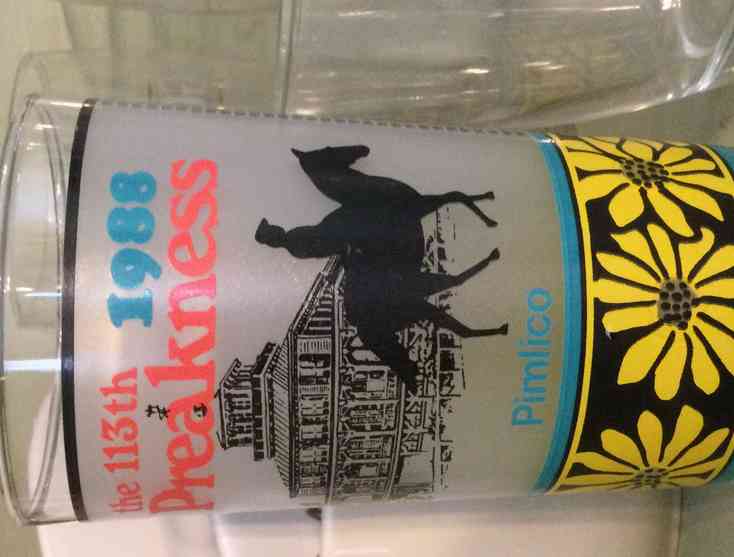 the 113th 1988
Preakness
Pimlico